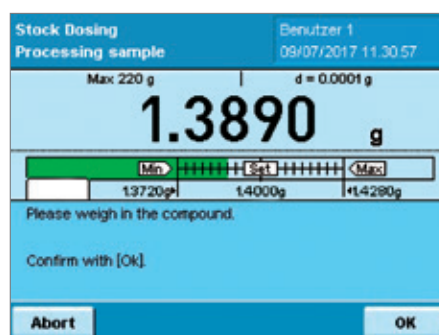 Stock Dosing
Benutzer 1
Processing sample
09/07/2017 11.30.57
Max 220 g
d = 0.0001 g
1.3890 g
Min
Set
Max
1.3720g
1.4000g
1.4280g
Please weigh in the compound.
Confirm with [Ok].
Abort
OK